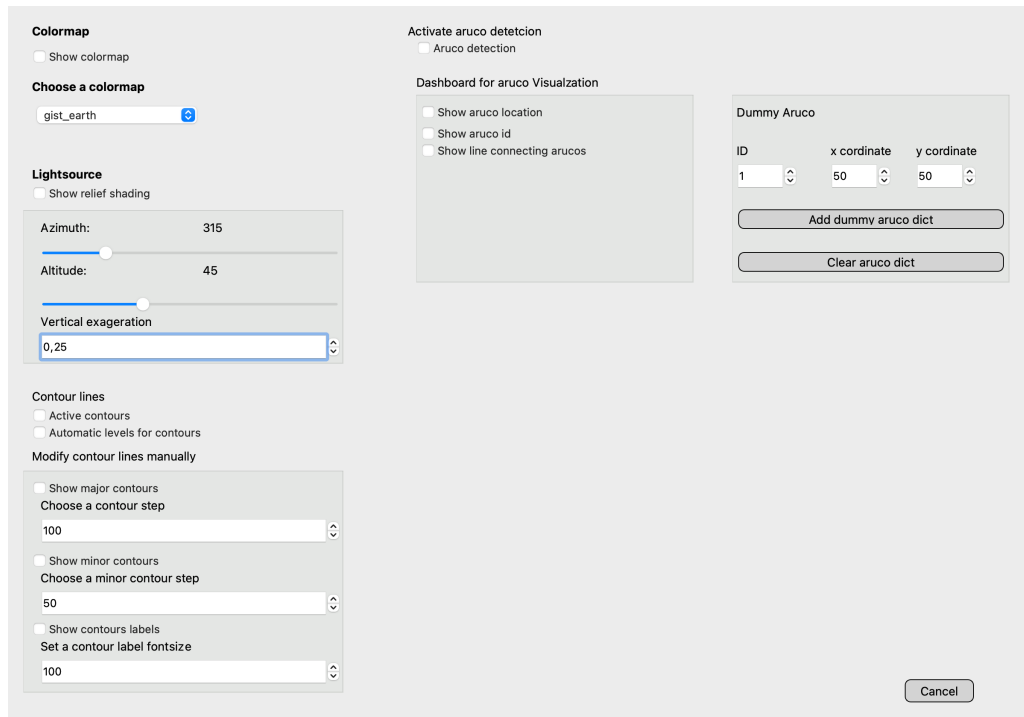 Colormap
Show colormap
Choose a colormap
gist_earth
Lightsource
Show relief shading
Azimuth: 315
Altitude: 45
Vertical exageration
0,25
Contour lines
Active contours
Automatic levels for contours
Modify contour lines manually
Show major contours
Choose a contour step
100
Show minor contours
Choose a minor contour step
50
Show contours labels
Set a contour label fontsize
100
Activate aruco detetcion
Aruco detection
Dashboard for aruco Visualzation
Show aruco location
Show aruco id
Show line connecting arucos
Dummy Aruco
ID x cordinate y cordinate
1 50 50
Add dummy aruco dict
Clear aruco dict
Cancel